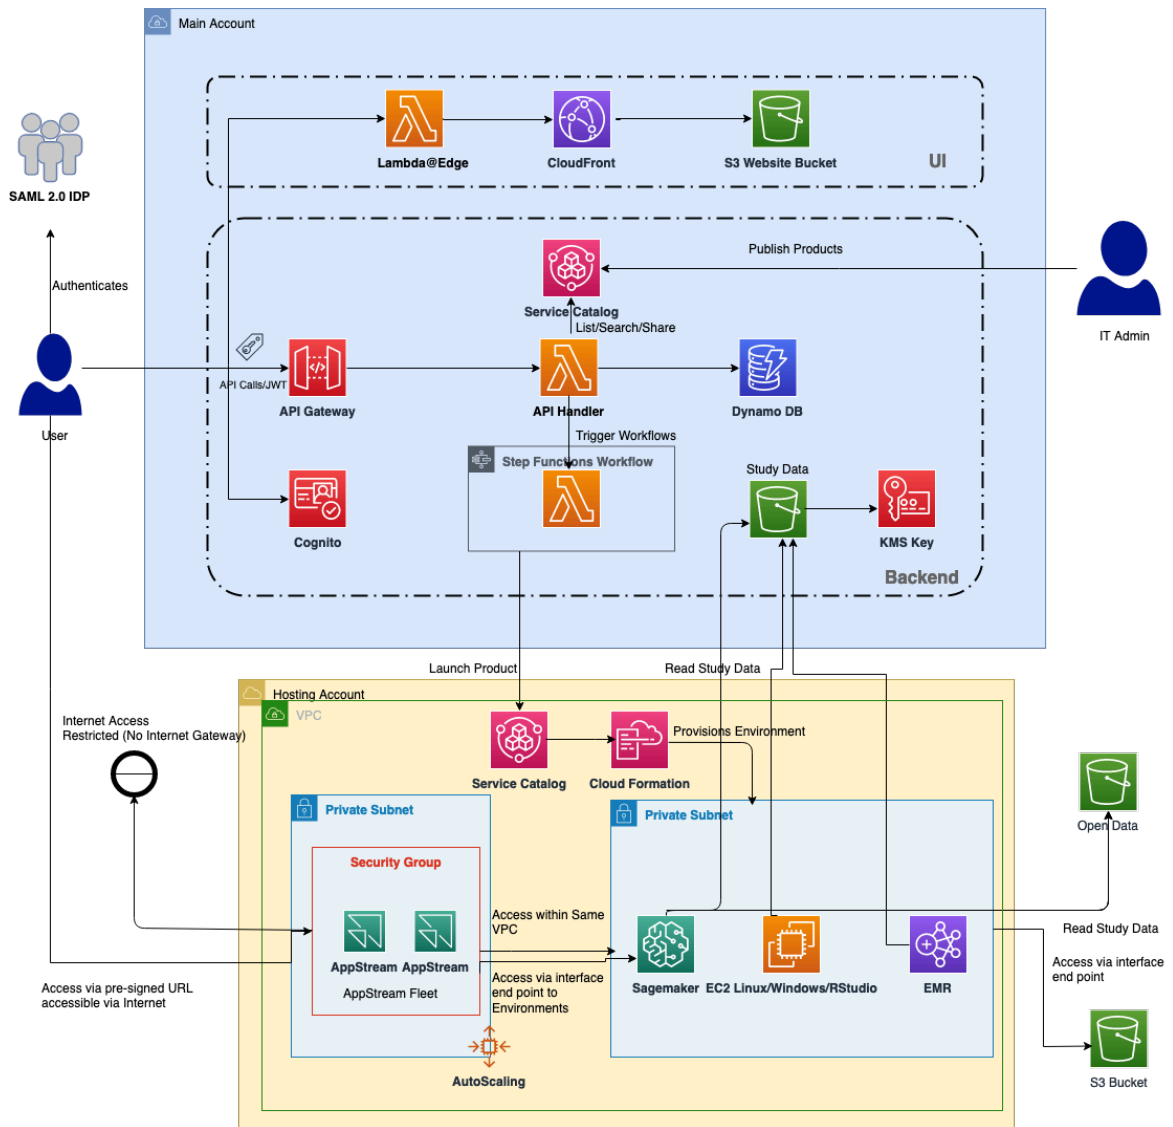 Main Account
Lambda@Edge
CloudFront
S3 Website Bucket
UI
SAML 2.0 IDP
Authenticates
User
Publish Products
IT Admin
Service Catalog
List/Search/Share
API Calls/JWT
API Gateway
API Handler
Dynamo DB
Trigger Workflows
Step Functions Workflow
Study Data
Cognito
KMS Key
Backend
Launch Product
Read Study Data
Hosting Account
VPC
Internet Access
Restricted (No Internet Gateway)
Provisions Environment
Service Catalog
Cloud Formation
Private Subnet
Private Subnet
Open Data
Security Group
Access within Same
VPC
AppStream
AppStream
AppStream Fleet
Access via interface
end point to
Environments
Sagemaker
EC2 Linux/Windows/RStudio
EMR
Read Study Data
Access via interface
end point
Access via pre-signed URL
accessible via Internet
AutoScaling
S3 Bucket